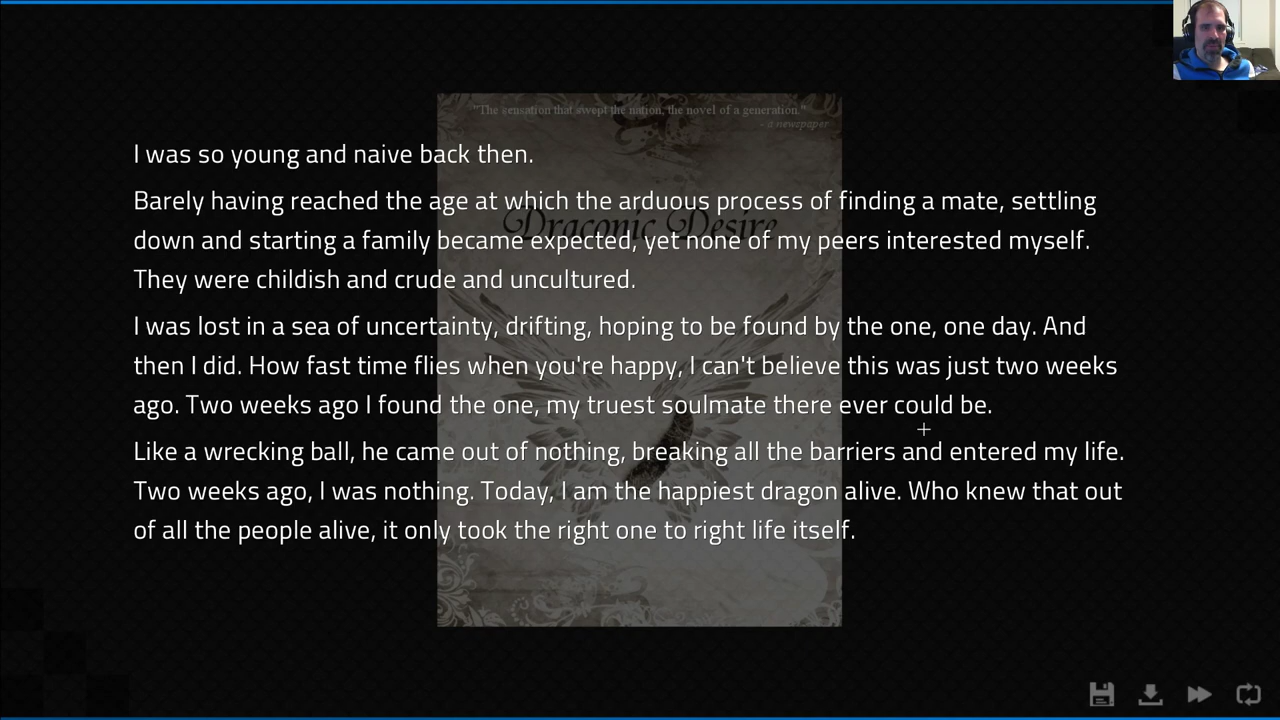 "The sensation that swept the nation, the novel of a generation."
- a newspaper
Draconic Desire
I was so young and naive back then.
Barely having reached the age at which the arduous process of finding a mate, settling
down and starting a family became expected, yet none of my peers interested myself.
They were childish and crude and uncultured.
I was lost in a sea of uncertainty, drifting, hoping to be found by the one, one day. And
then I did. How fast time flies when you're happy, I can't believe this was just two weeks
ago. Two weeks ago I found the one, my truest soulmate there ever could be.
Like a wrecking ball, he came out of nothing, breaking all the barriers and entered my life.
Two weeks ago, I was nothing. Today, I am the happiest dragon alive. Who knew that out
of all the people alive, it only took the right one to right life itself.